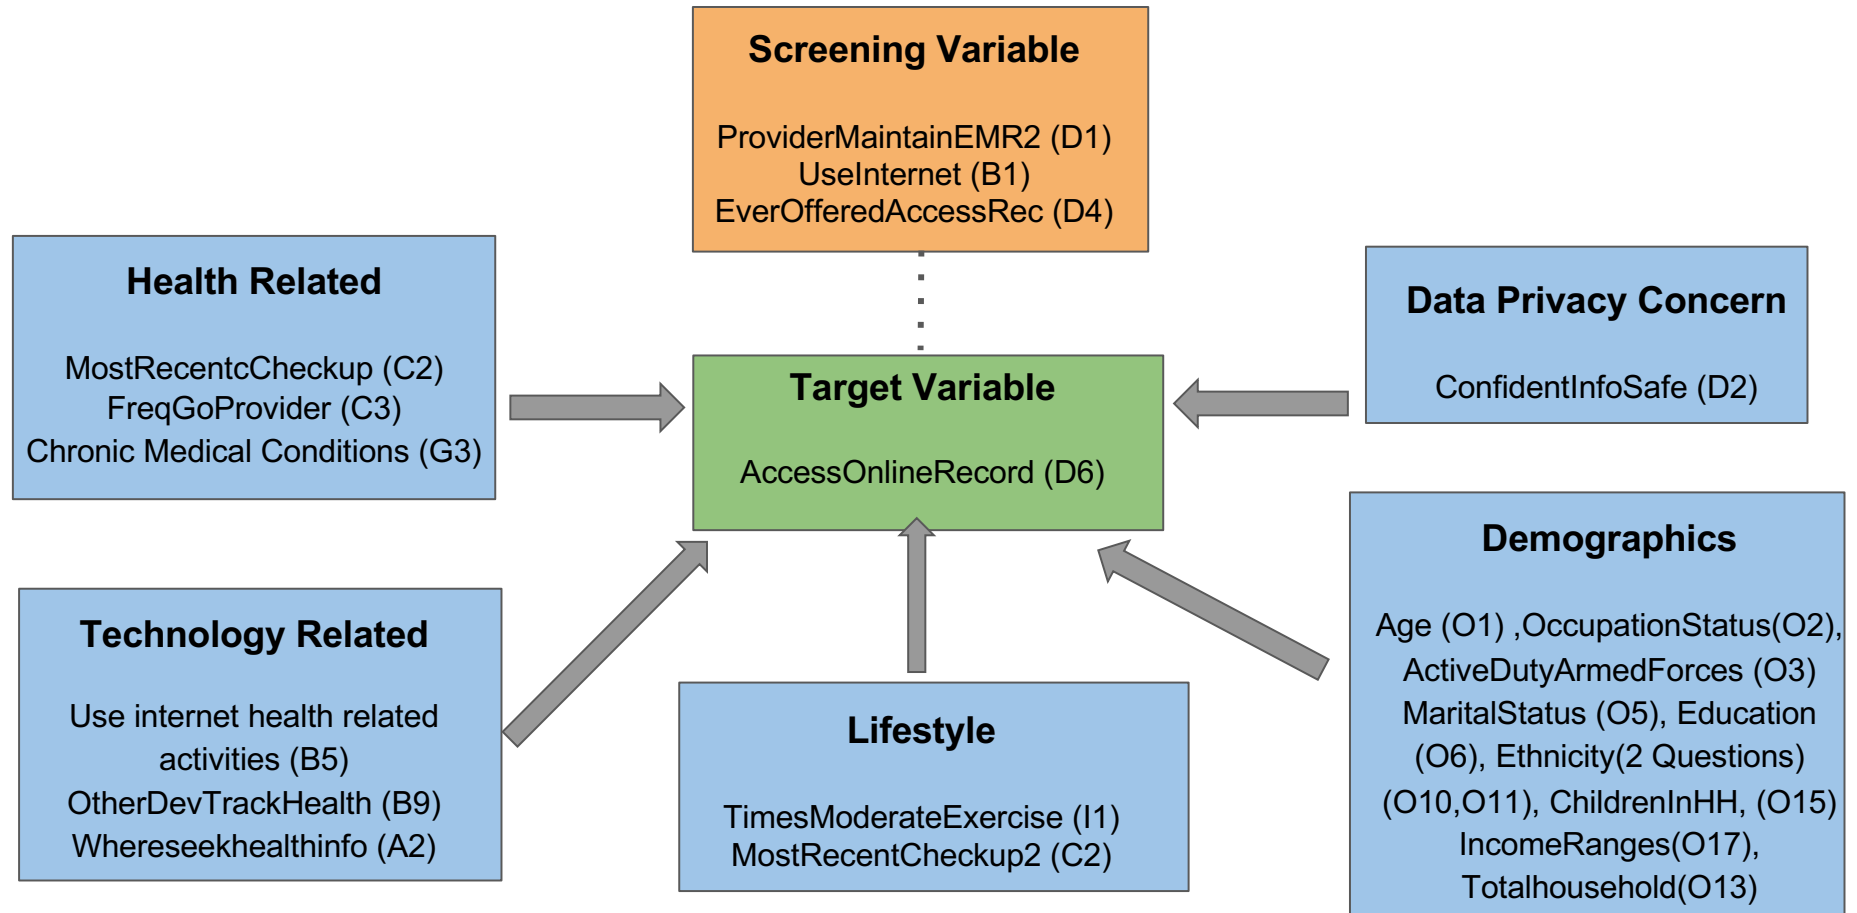 Screening Variable
ProviderMaintainEMR2 (D1)
UseInternet (B1)
EverOfferedAccessRec (D4)
Health Related
MostRecentcCheckup (C2)
FreqGoProvider (C3)
Chronic Medical Conditions (G3)
Target Variable
AccessOnlineRecord (D6)
Data Privacy Concern
ConfidentInfoSafe (D2)
Technology Related
Use internet health related
activities (B5)
OtherDevTrackHealth (B9)
Whereseekhealthinfo (A2)
Lifestyle
TimesModerateExercise (I1)
MostRecentCheckup2 (C2)
Demographics
Age (O1) ,OccupationStatus(O2),
ActiveDutyArmedForces (O3)
MaritalStatus (O5), Education
(O6), Ethnicity(2 Questions)
(O10,O11), ChildrenInHH, (O15)
IncomeRanges(O17),
Totalhousehold(O13)